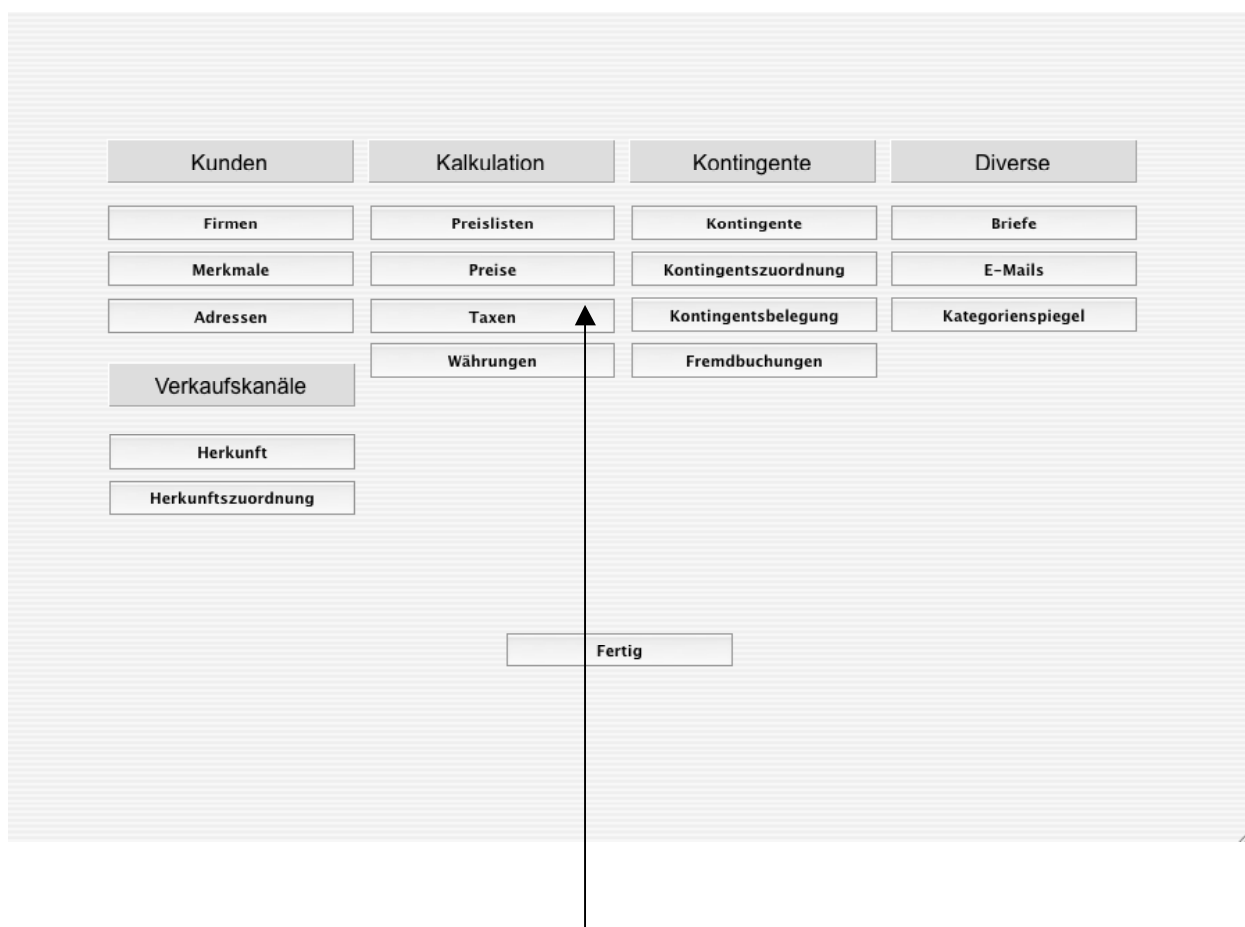 Kunden
Firmen
Merkmale
Adressen
Verkaufskanäle
Herkunft
Herkunftszuordnung
Kalkulation
Preislisten
Preise
Taxen
Währungen
Kontingente
Kontingente
Kontingentszuordnung
Kontingentsbelegung
Fremdbuchungen
Diverse
Briefe
E-Mails
Kategorienspiegel
Fertig